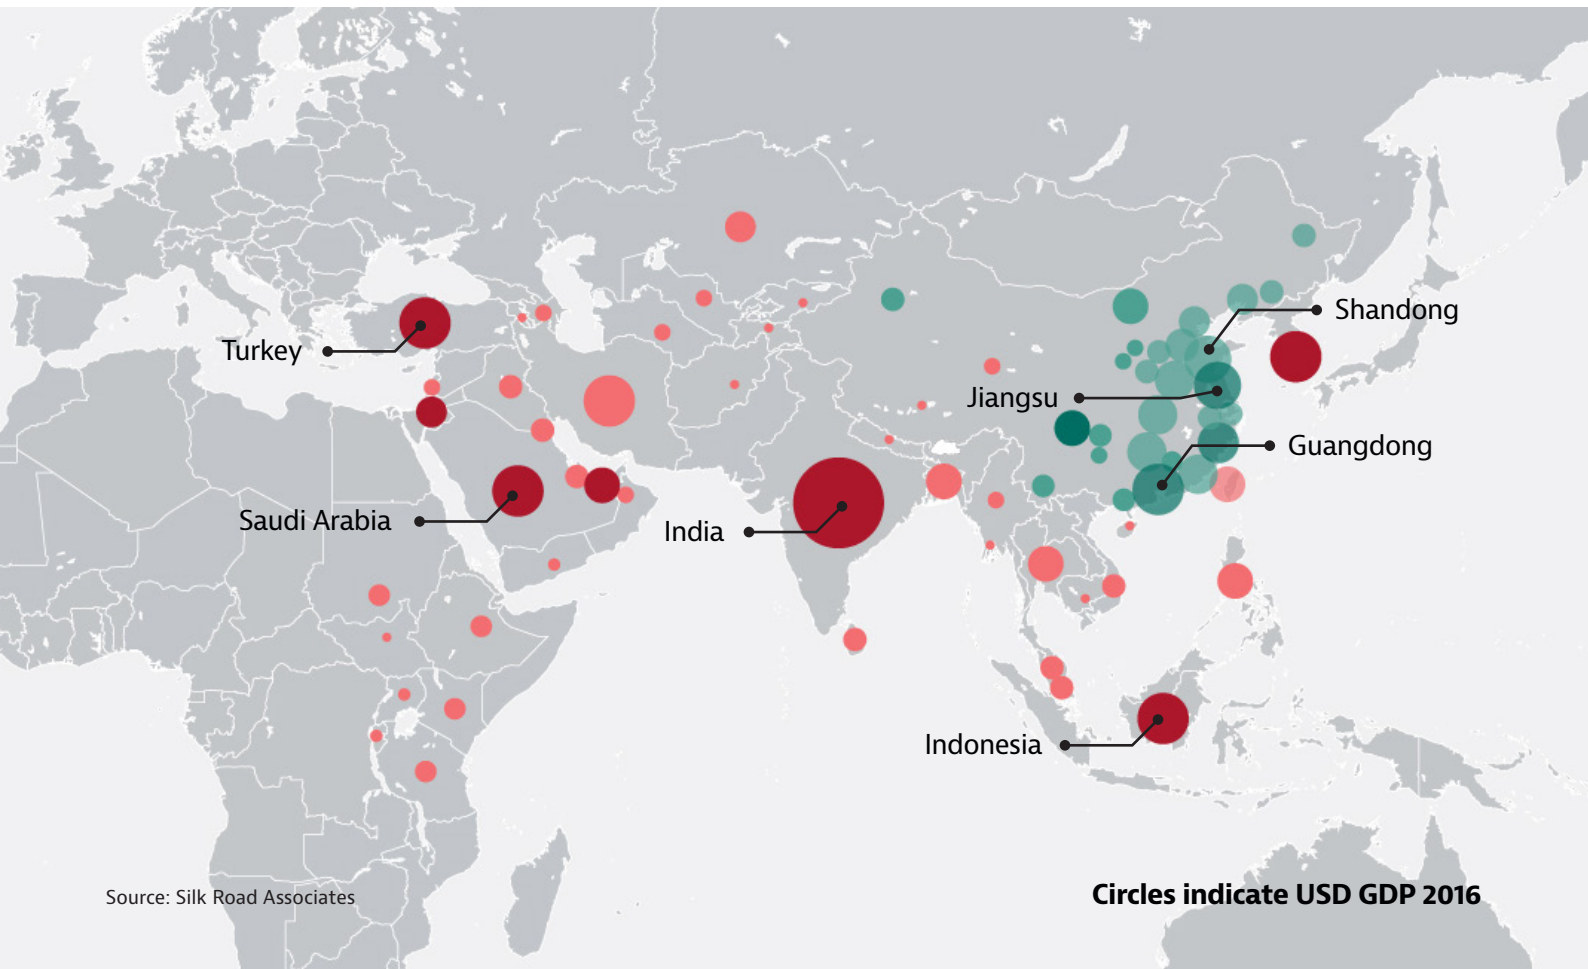 Shandong
Turkey
Jiangsu
Guangdong
Saudi Arabia
India
Indonesia
Source: Silk Road Associates
Circles indicate USD GDP 2016